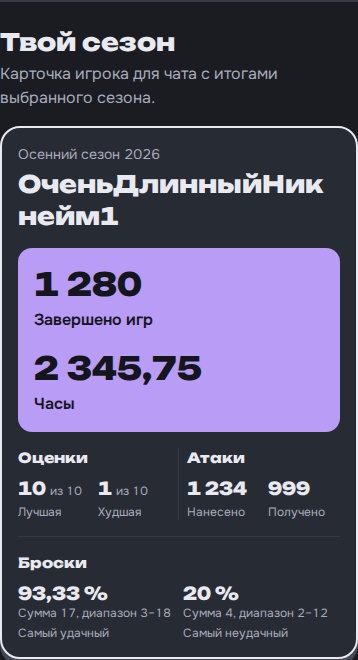 Твой сезон
Карточка игрока для чата с итогами
выбранного сезона.
Осенний сезон 2026
ОченьДлинныйНик
нейм1
1 280
Завершено игр
2 345,75
Часы
Оценки
10 из 10
1 из 10
Лучшая
Худшая
Атаки
1 234
999
Нанесено
Получено
Броски
93,33 %
20 %
Сумма 17, диапазон 3–18
Сумма 4, диапазон 2–12
Самый удачный
Самый неудачный